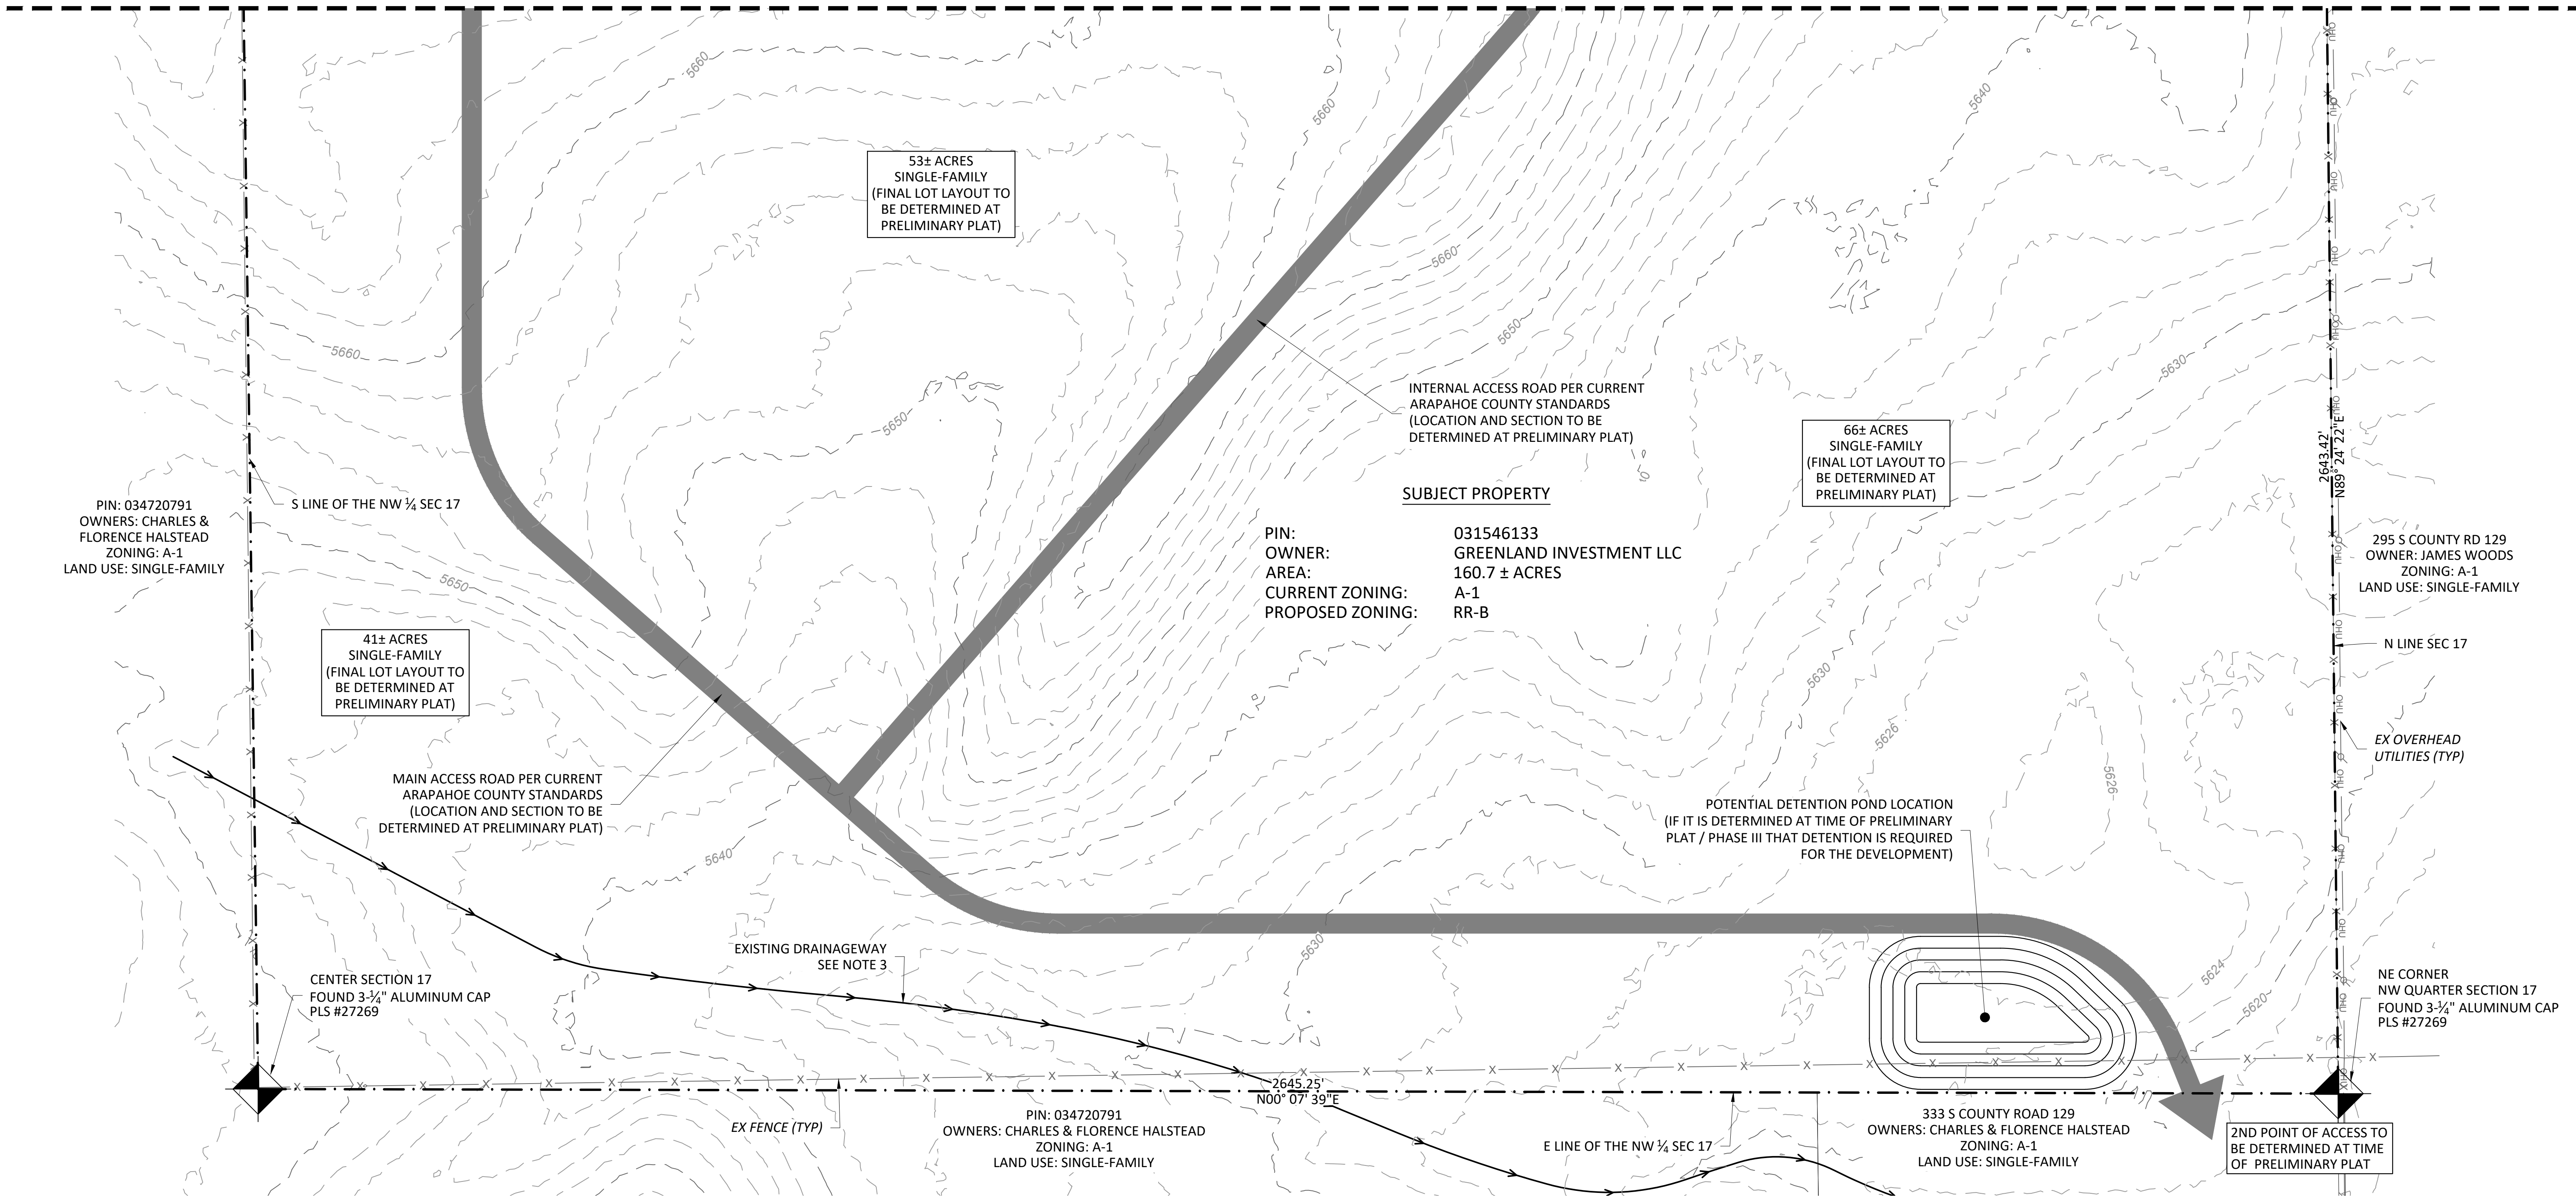 5660
5660
5640
53± ACRES
SINGLE-FAMILY
(FINAL LOT LAYOUT TO
BE DETERMINED AT
PRELIMINARY PLAT)
5660
5660
5650
5630
5650
INTERNAL ACCESS ROAD PER CURRENT
ARAPAHOE COUNTY STANDARDS
(LOCATION AND SECTION TO BE
DETERMINED AT PRELIMINARY PLAT)
66± ACRES
SINGLE-FAMILY
(FINAL LOT LAYOUT TO
BE DETERMINED AT
PRELIMINARY PLAT)
2643.42'
N89° 24' 22"E
S LINE OF THE NW ¼ SEC 17
PIN: 034720791
OWNERS: CHARLES &
FLORENCE HALSTEAD
ZONING: A-1
LAND USE: SINGLE-FAMILY
SUBJECT PROPERTY
PIN: 031546133
OWNER: GREENLAND INVESTMENT LLC
AREA: 160.7 ± ACRES
CURRENT ZONING: A-1
PROPOSED ZONING: RR-B
295 S COUNTY RD 129
OWNER: JAMES WOODS
ZONING: A-1
LAND USE: SINGLE-FAMILY
N LINE SEC 17
5650
41± ACRES
SINGLE-FAMILY
(FINAL LOT LAYOUT TO
BE DETERMINED AT
PRELIMINARY PLAT)
5630
5626
5626
EX OVERHEAD
UTILITIES (TYP)
OHU
MAIN ACCESS ROAD PER CURRENT
ARAPAHOE COUNTY STANDARDS
(LOCATION AND SECTION TO BE
DETERMINED AT PRELIMINARY PLAT)
POTENTIAL DETENTION POND LOCATION
(IF IT IS DETERMINED AT TIME OF PRELIMINARY
PLAT / PHASE III THAT DETENTION IS REQUIRED
FOR THE DEVELOPMENT)
5640
EXISTING DRAINAGEWAY
SEE NOTE 3
5630
5624
5620
CENTER SECTION 17
FOUND 3-¼" ALUMINUM CAP
PLS #27269
NE CORNER
NW QUARTER SECTION 17
FOUND 3-¼" ALUMINUM CAP
PLS #27269
2645.25'
N00° 07' 39"E
EX FENCE (TYP)
PIN: 034720791
OWNERS: CHARLES & FLORENCE HALSTEAD
ZONING: A-1
LAND USE: SINGLE-FAMILY
E LINE OF THE NW ¼ SEC 17
333 S COUNTY ROAD 129
OWNERS: CHARLES & FLORENCE HALSTEAD
ZONING: A-1
LAND USE: SINGLE-FAMILY
2ND POINT OF ACCESS TO
BE DETERMINED AT TIME
OF PRELIMINARY PLAT